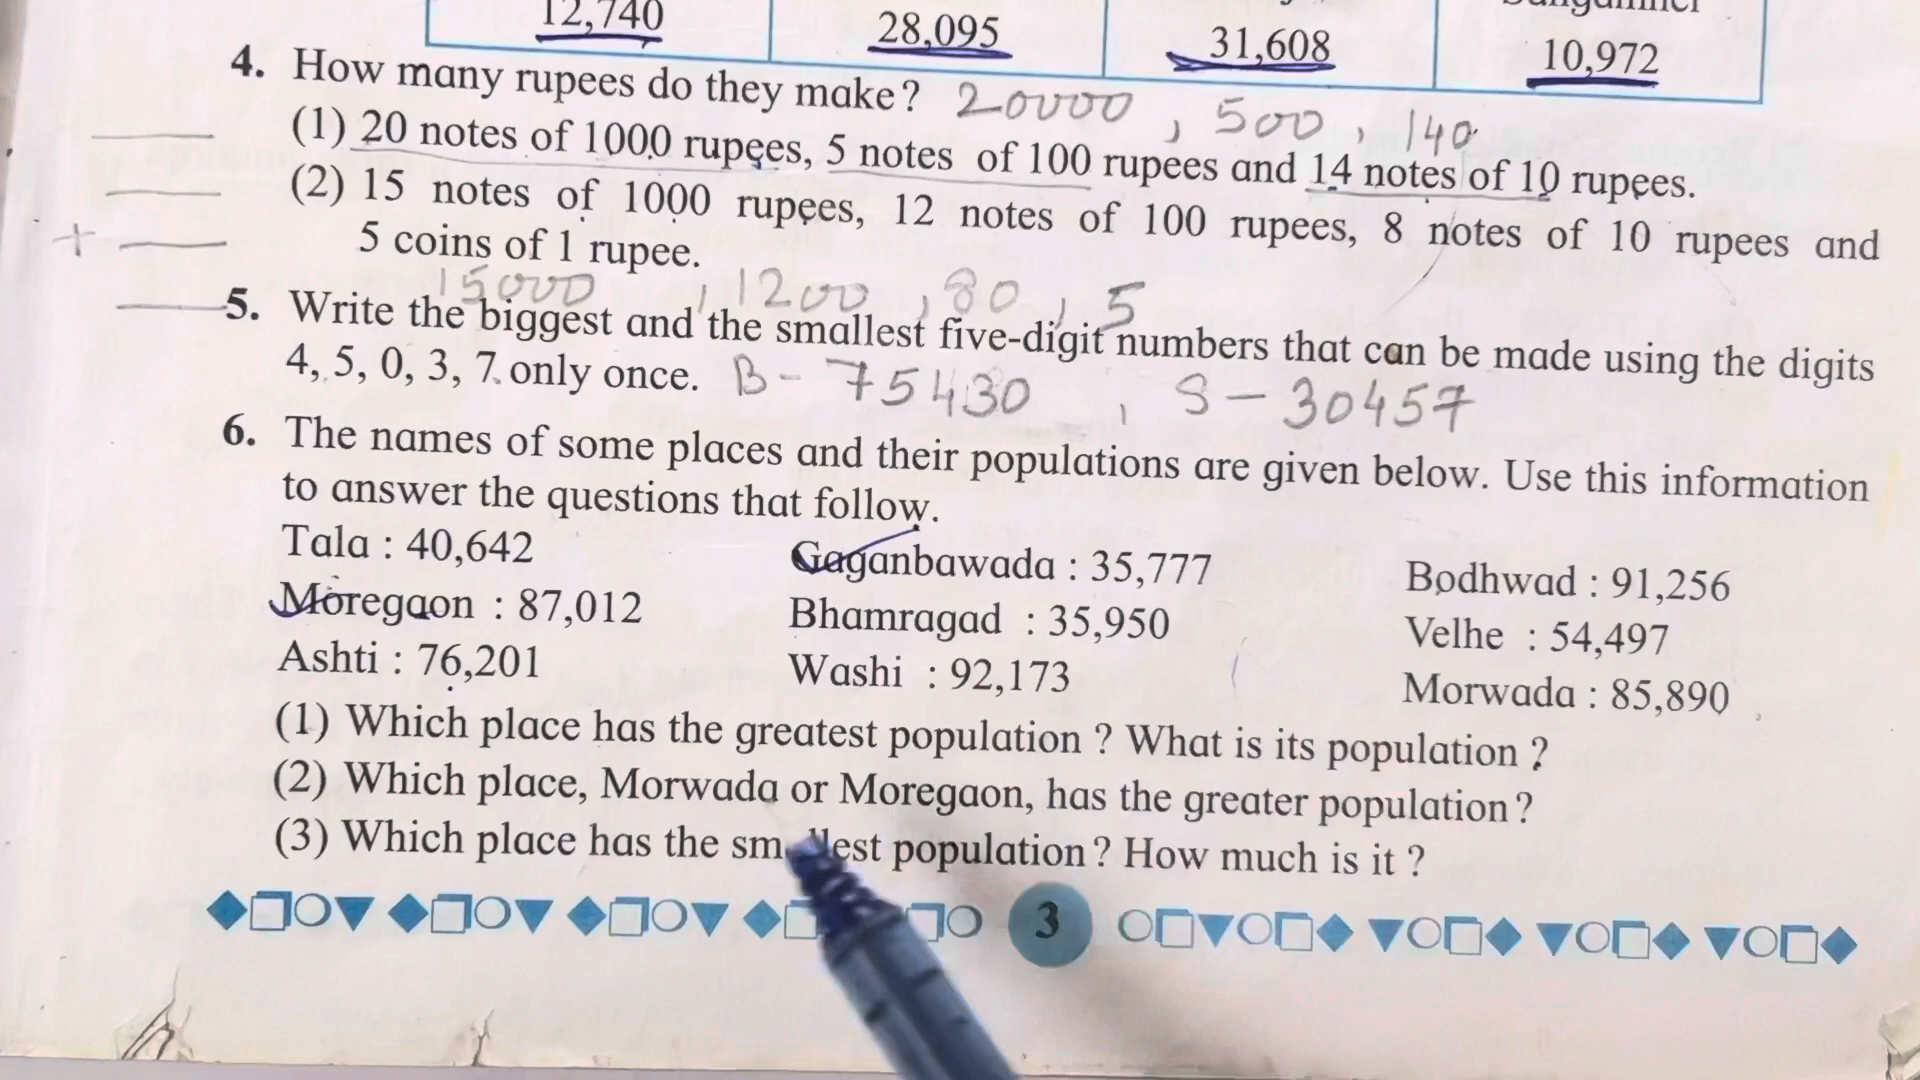 12,740
28,095
31,608
10,972
4. How many rupees do they make? 20000, 500, 140
(1) 20 notes of 1000 rupees, 5 notes of 100 rupees and 14 notes of 10 rupees.
(2) 15 notes of 1000 rupees, 12 notes of 100 rupees, 8 notes of 10 rupees and
5 coins of 1 rupee.
15000, 1200, 80, 5
5. Write the biggest and the smallest five-digit numbers that can be made using the digits
4, 5, 0, 3, 7 only once. B - 75430, S - 30457
6. The names of some places and their populations are given below. Use this information
to answer the questions that follow.
Tala : 40,642 Gaganbawada : 35,777 Bodhwad : 91,256
Moregaon : 87,012 Bhamragad : 35,950 Velhe : 54,497
Ashti : 76,201 Washi : 92,173 Morwada : 85,890
(1) Which place has the greatest population ? What is its population ?
(2) Which place, Morwada or Moregaon, has the greater population?
(3) Which place has the smallest population? How much is it ?
3